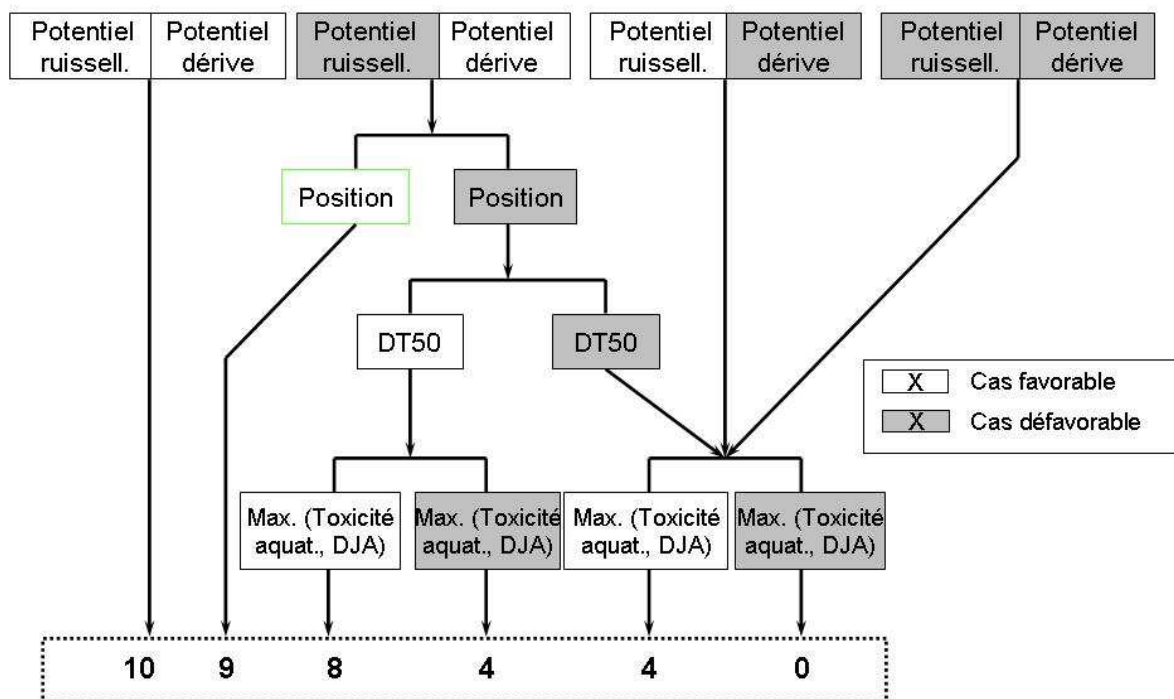 Potentiel ruissell.
Potentiel dérive
Potentiel ruissell.
Potentiel dérive
Potentiel ruissell.
Potentiel dérive
Potentiel ruissell.
Potentiel dérive
Position
Position
DT50
DT50
X Cas favorable
X Cas défavorable
Max. (Toxicité
aquat., DJA)
Max. (Toxicité
aquat., DJA)
Max. (Toxicité
aquat., DJA)
Max. (Toxicité
aquat., DJA)
10 9 8 4 4 0